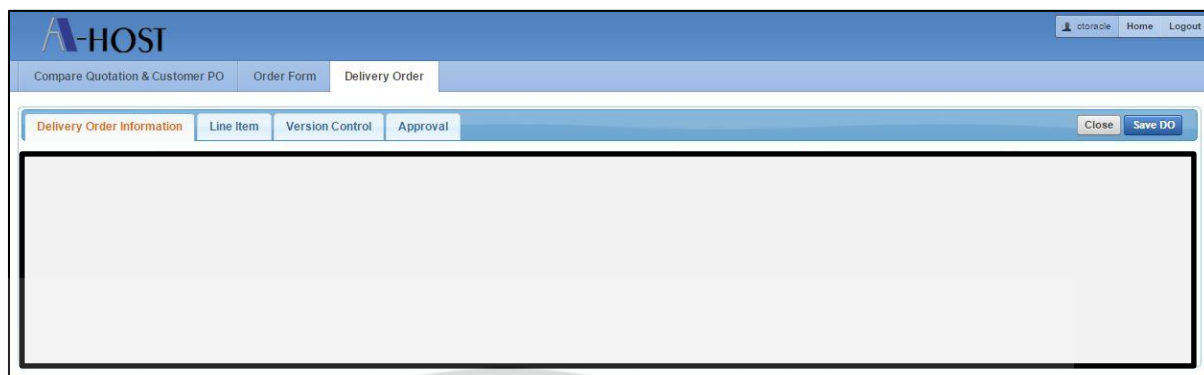 A-HOST
ctoracle Home Logout
Compare Quotation & Customer PO Order Form Delivery Order
Delivery Order Information Line Item Version Control Approval Close Save DO